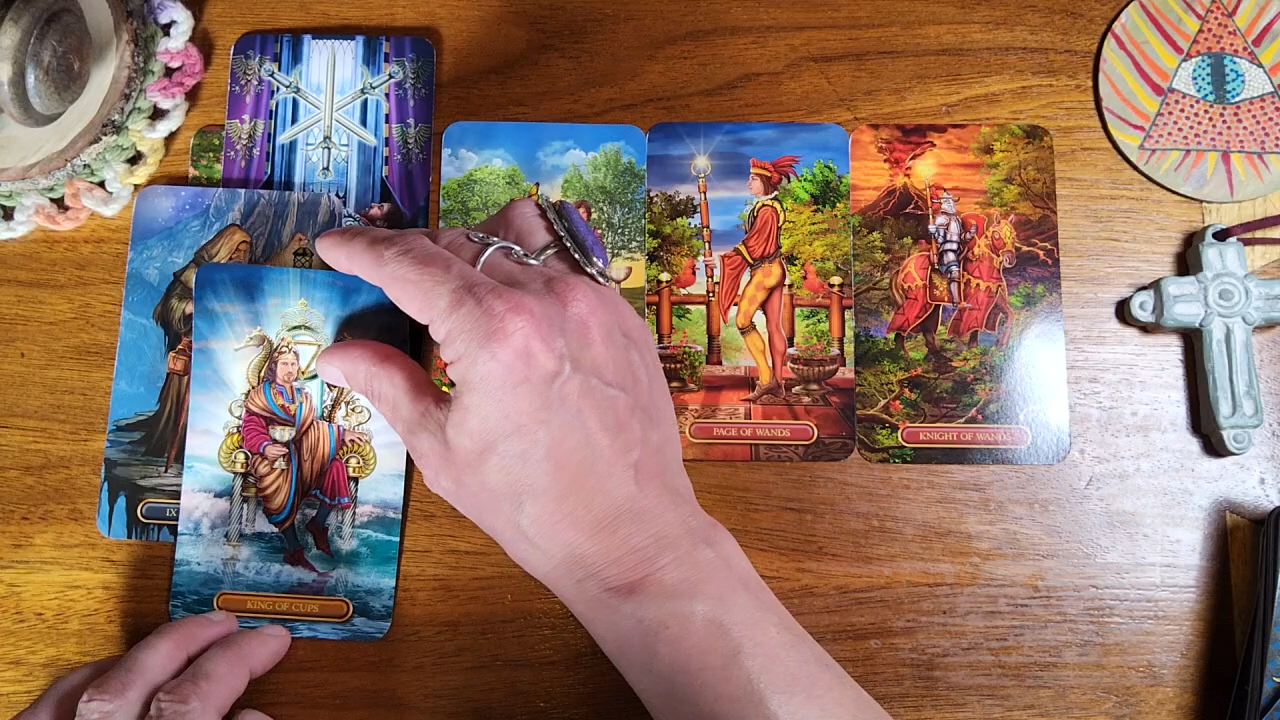 PAGE OF WANDS
KNIGHT OF WANDS
IX
KING OF CUPS